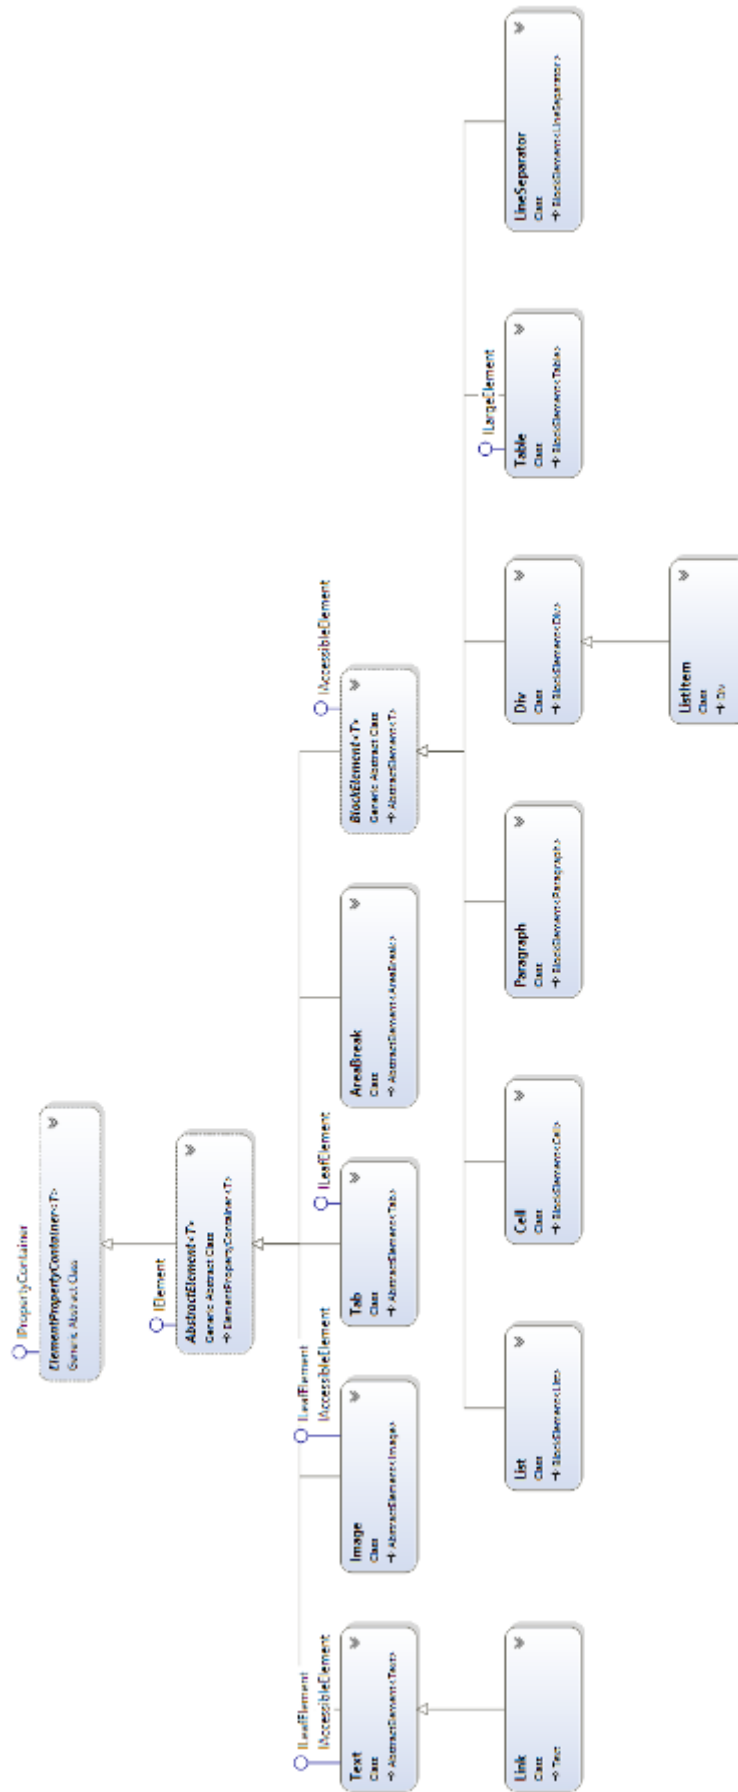 IPropertyContainer
ElementPropertyContainer<T>
Generic Abstract Class
IElement
AbstractElement<T>
Generic Abstract Class
ElementPropertyContainer<T>
ILeafElement
IAccessibleElement
Text
Class
AbstractElement<Text>
ILeafElement
IAccessibleElement
Image
Class
AbstractElement<Image>
ILeafElement
Tab
Class
AbstractElement<Tab>
AreaBreak
Class
AbstractElement<AreaBreak>
IAccessibleElement
BlockElement<T>
Generic Abstract Class
AbstractElement<T>
Link
Class
Text
List
Class
BlockElement<List>
Cell
Class
BlockElement<Cell>
Paragraph
Class
BlockElement<Paragraph>
Div
Class
BlockElement<Div>
ILargeElement
Table
Class
BlockElement<Table>
LineSeparator
Class
BlockElement<LineSeparator>
ListItem
Class
Div